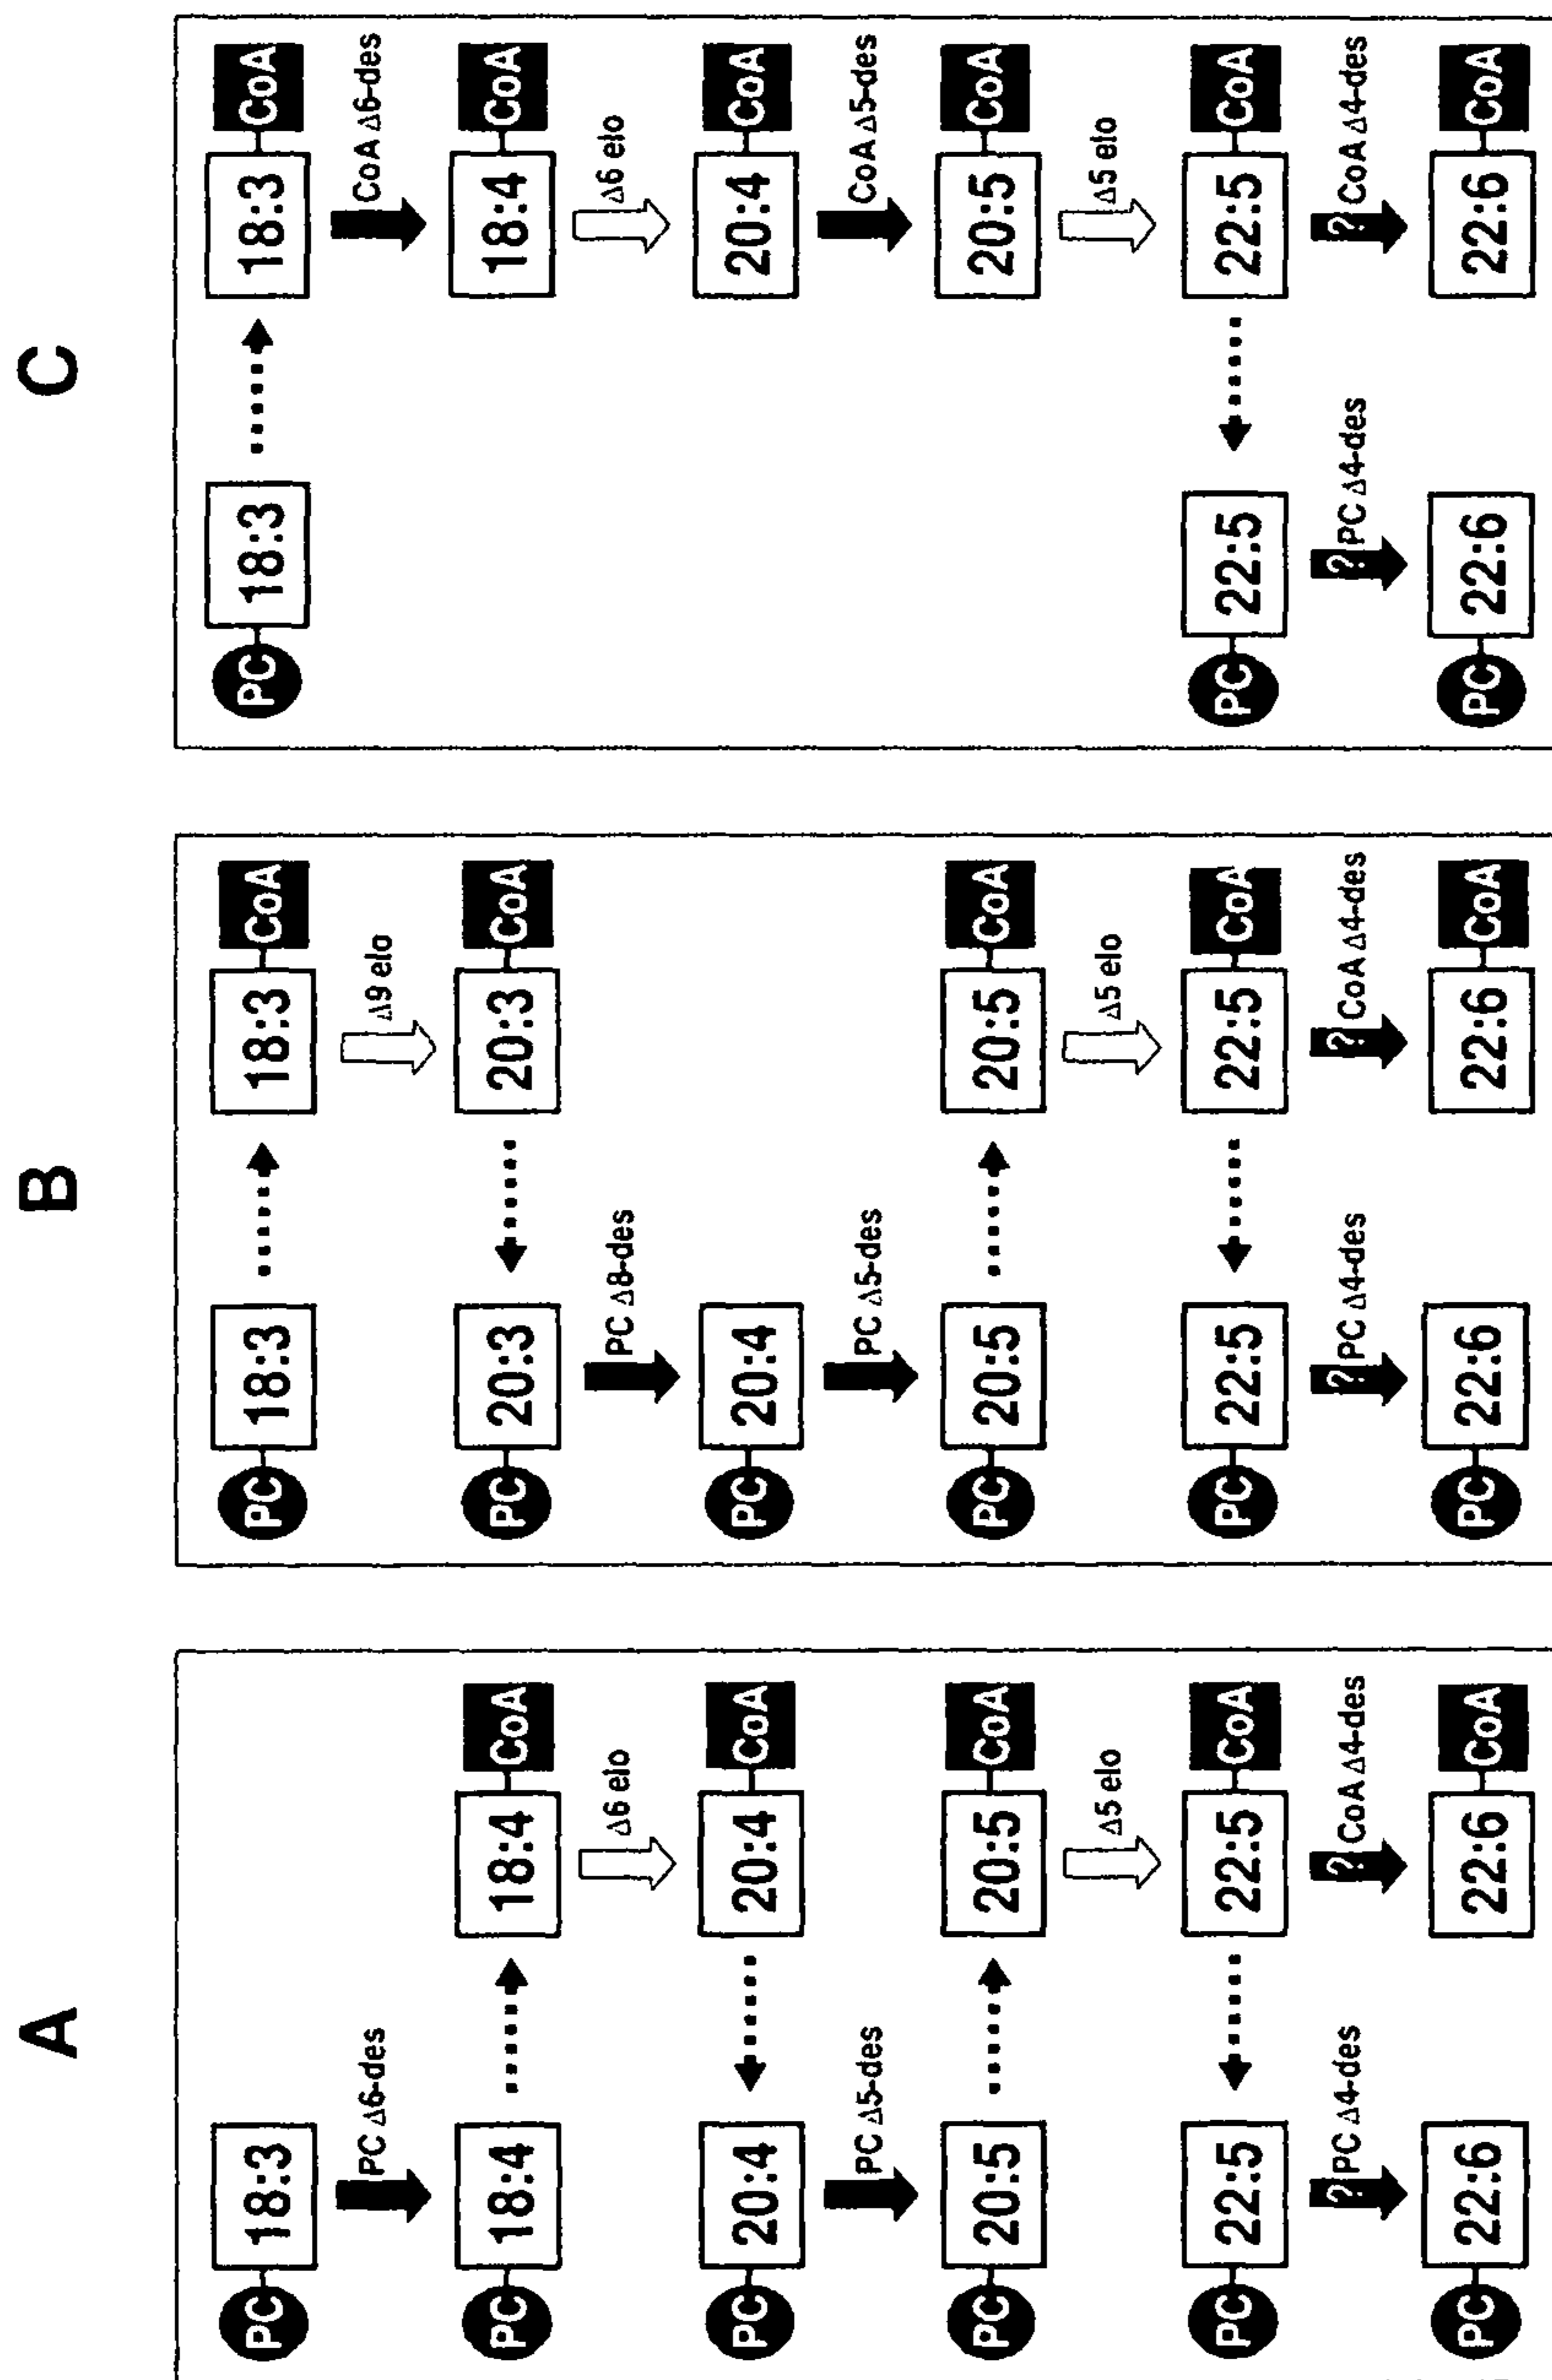 A
PC 18:3
PC Δ6-des
PC 18:4 18:4 CoA
Δ6 elo
PC 20:4 20:4 CoA
PC Δ5-des
PC 20:5 20:5 CoA
Δ5 elo
PC 22:5 22:5 CoA
? PC Δ4-des ? CoA Δ4-des
PC 22:6 22:6 CoA
B
PC 18:3 18:3 CoA
Δ9 elo
PC 20:3 20:3 CoA
PC Δ8-des
PC 20:4
PC Δ5-des
PC 20:5 20:5 CoA
Δ5 elo
PC 22:5 22:5 CoA
? PC Δ4-des ? CoA Δ4-des
PC 22:6 22:6 CoA
C
PC 18:3 18:3 CoA
CoA Δ6-des
18:4 CoA
Δ6 elo
20:4 CoA
CoA Δ5-des
20:5 CoA
Δ5 elo
PC 22:5 22:5 CoA
? PC Δ4-des ? CoA Δ4-des
PC 22:6 22:6 CoA